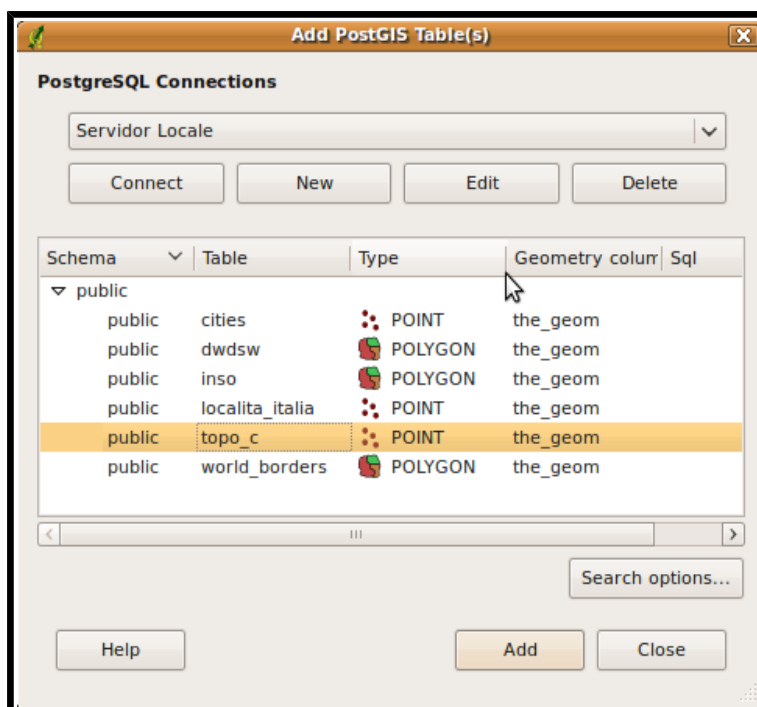 Add PostGIS Table(s)
PostgreSQL Connections
Servidor Locale
Connect New Edit Delete
Schema Table Type Geometry colum Sql
public
public cities POINT the_geom
public dwdsw POLYGON the_geom
public inso POLYGON the_geom
public localita_italia POINT the_geom
public topo_c POINT the_geom
public world_borders POLYGON the_geom
Search options...
Help Add Close